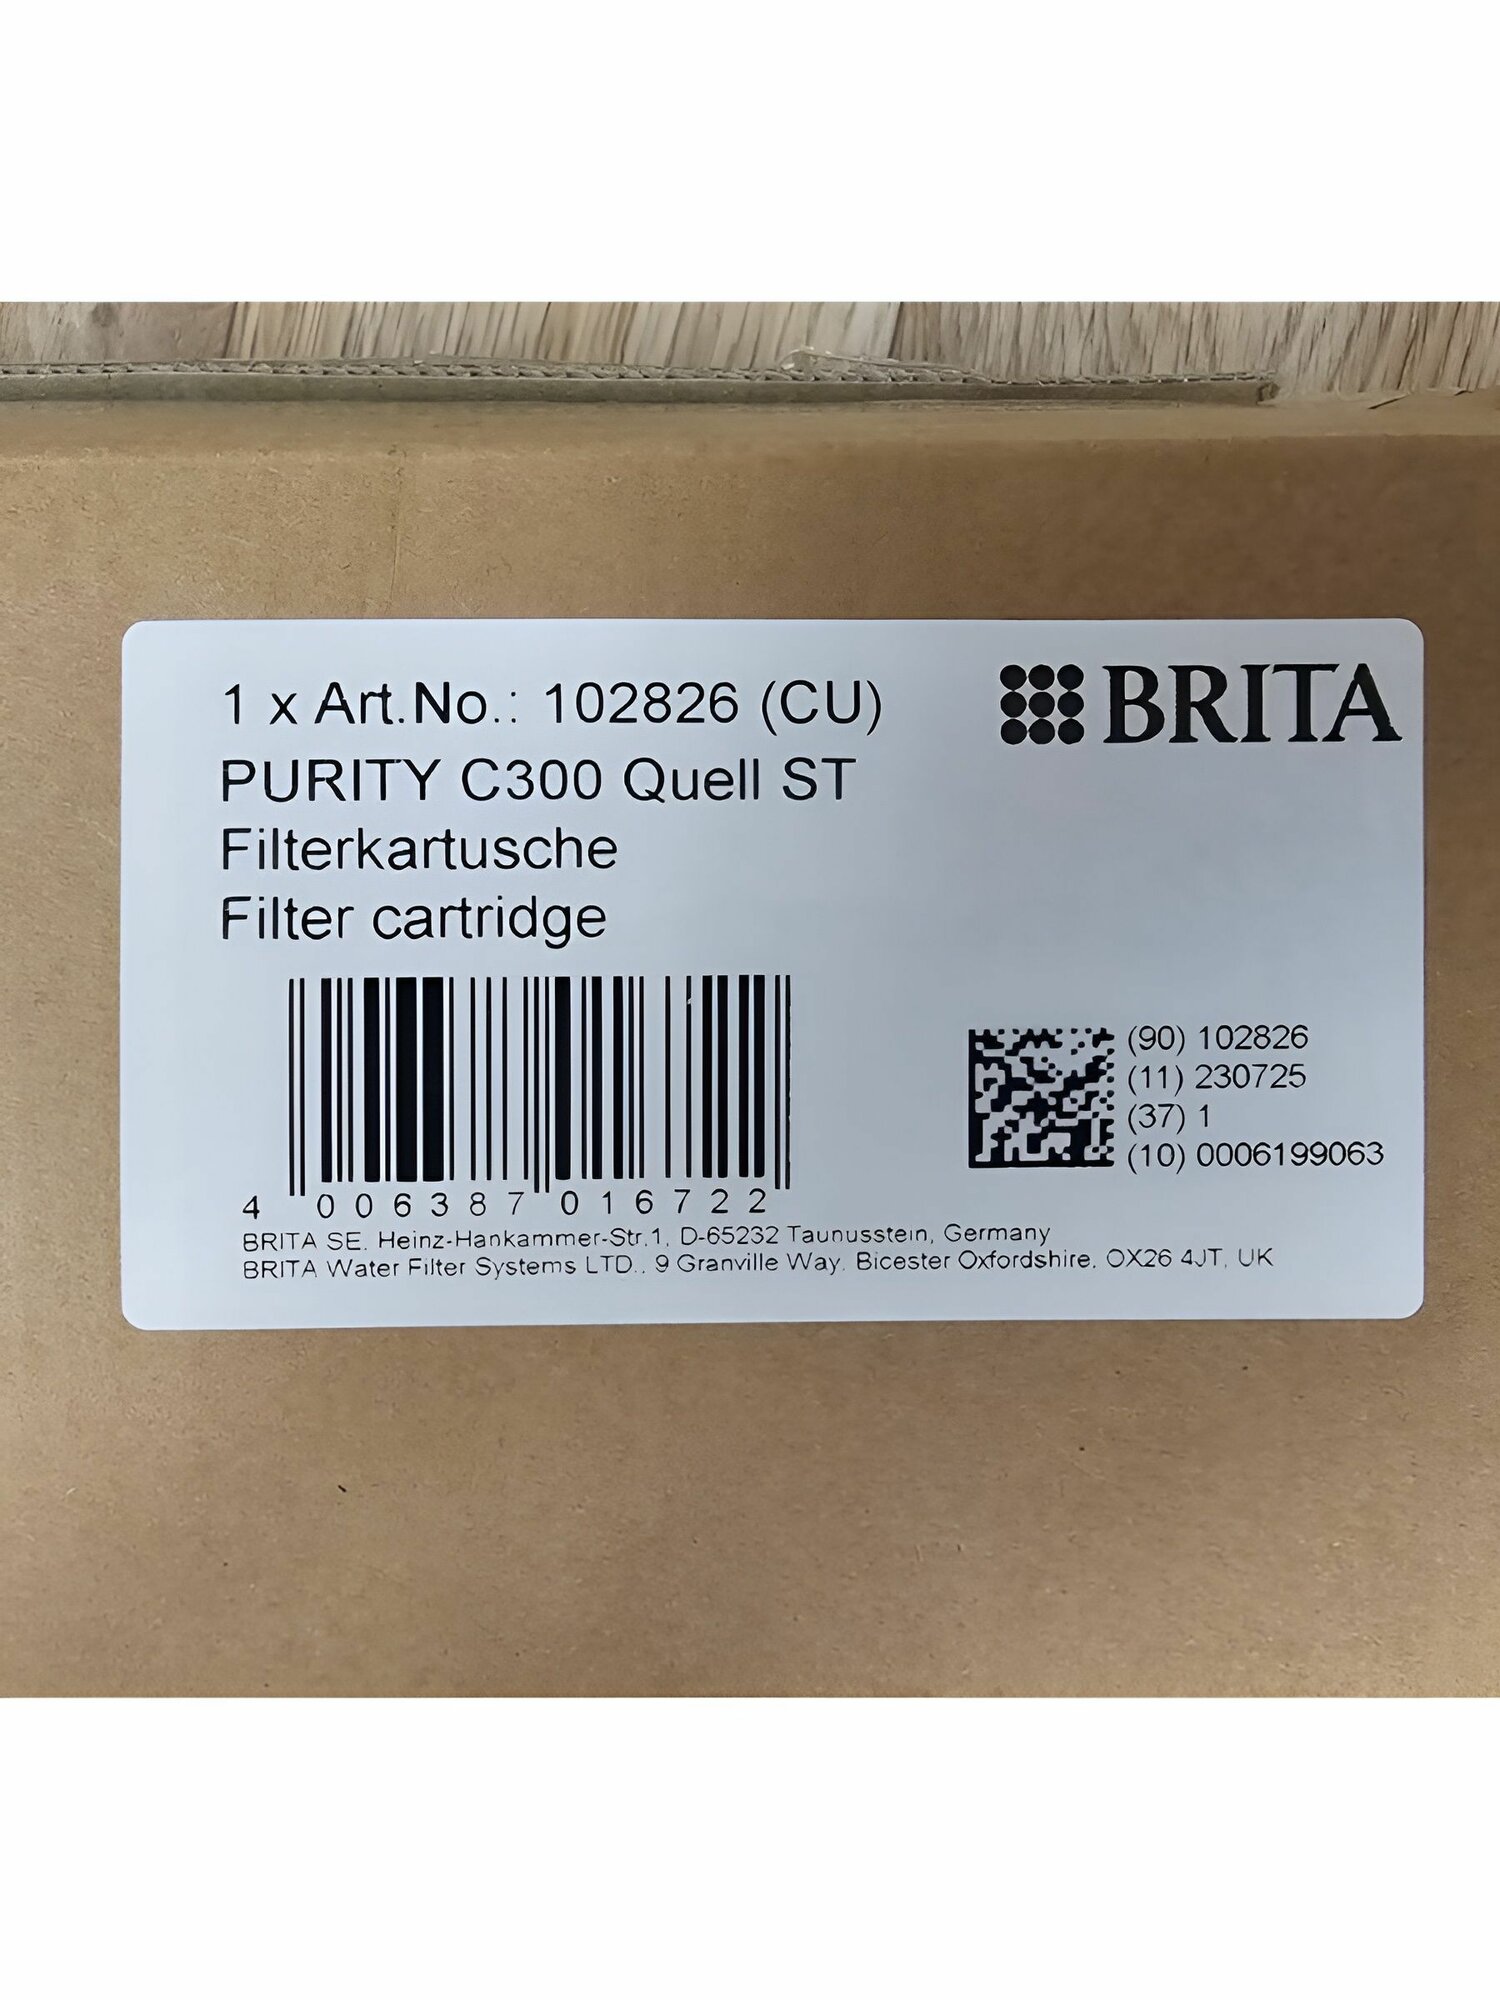 1 x Art.No.: 102826 (CU)
BRITA
PURITY C300 Quell ST
Filterkartusche
Filter cartridge
(90) 102826
(11) 230725
(37) 1
(10) 0006199063
4 006387 016722
BRITA SE. Heinz-Hankammer-Str.1, D-65232 Taunusstein, Germany
BRITA Water Filter Systems LTD., 9 Granville Way. Bicester Oxfordshire. OX26 4JT, UK